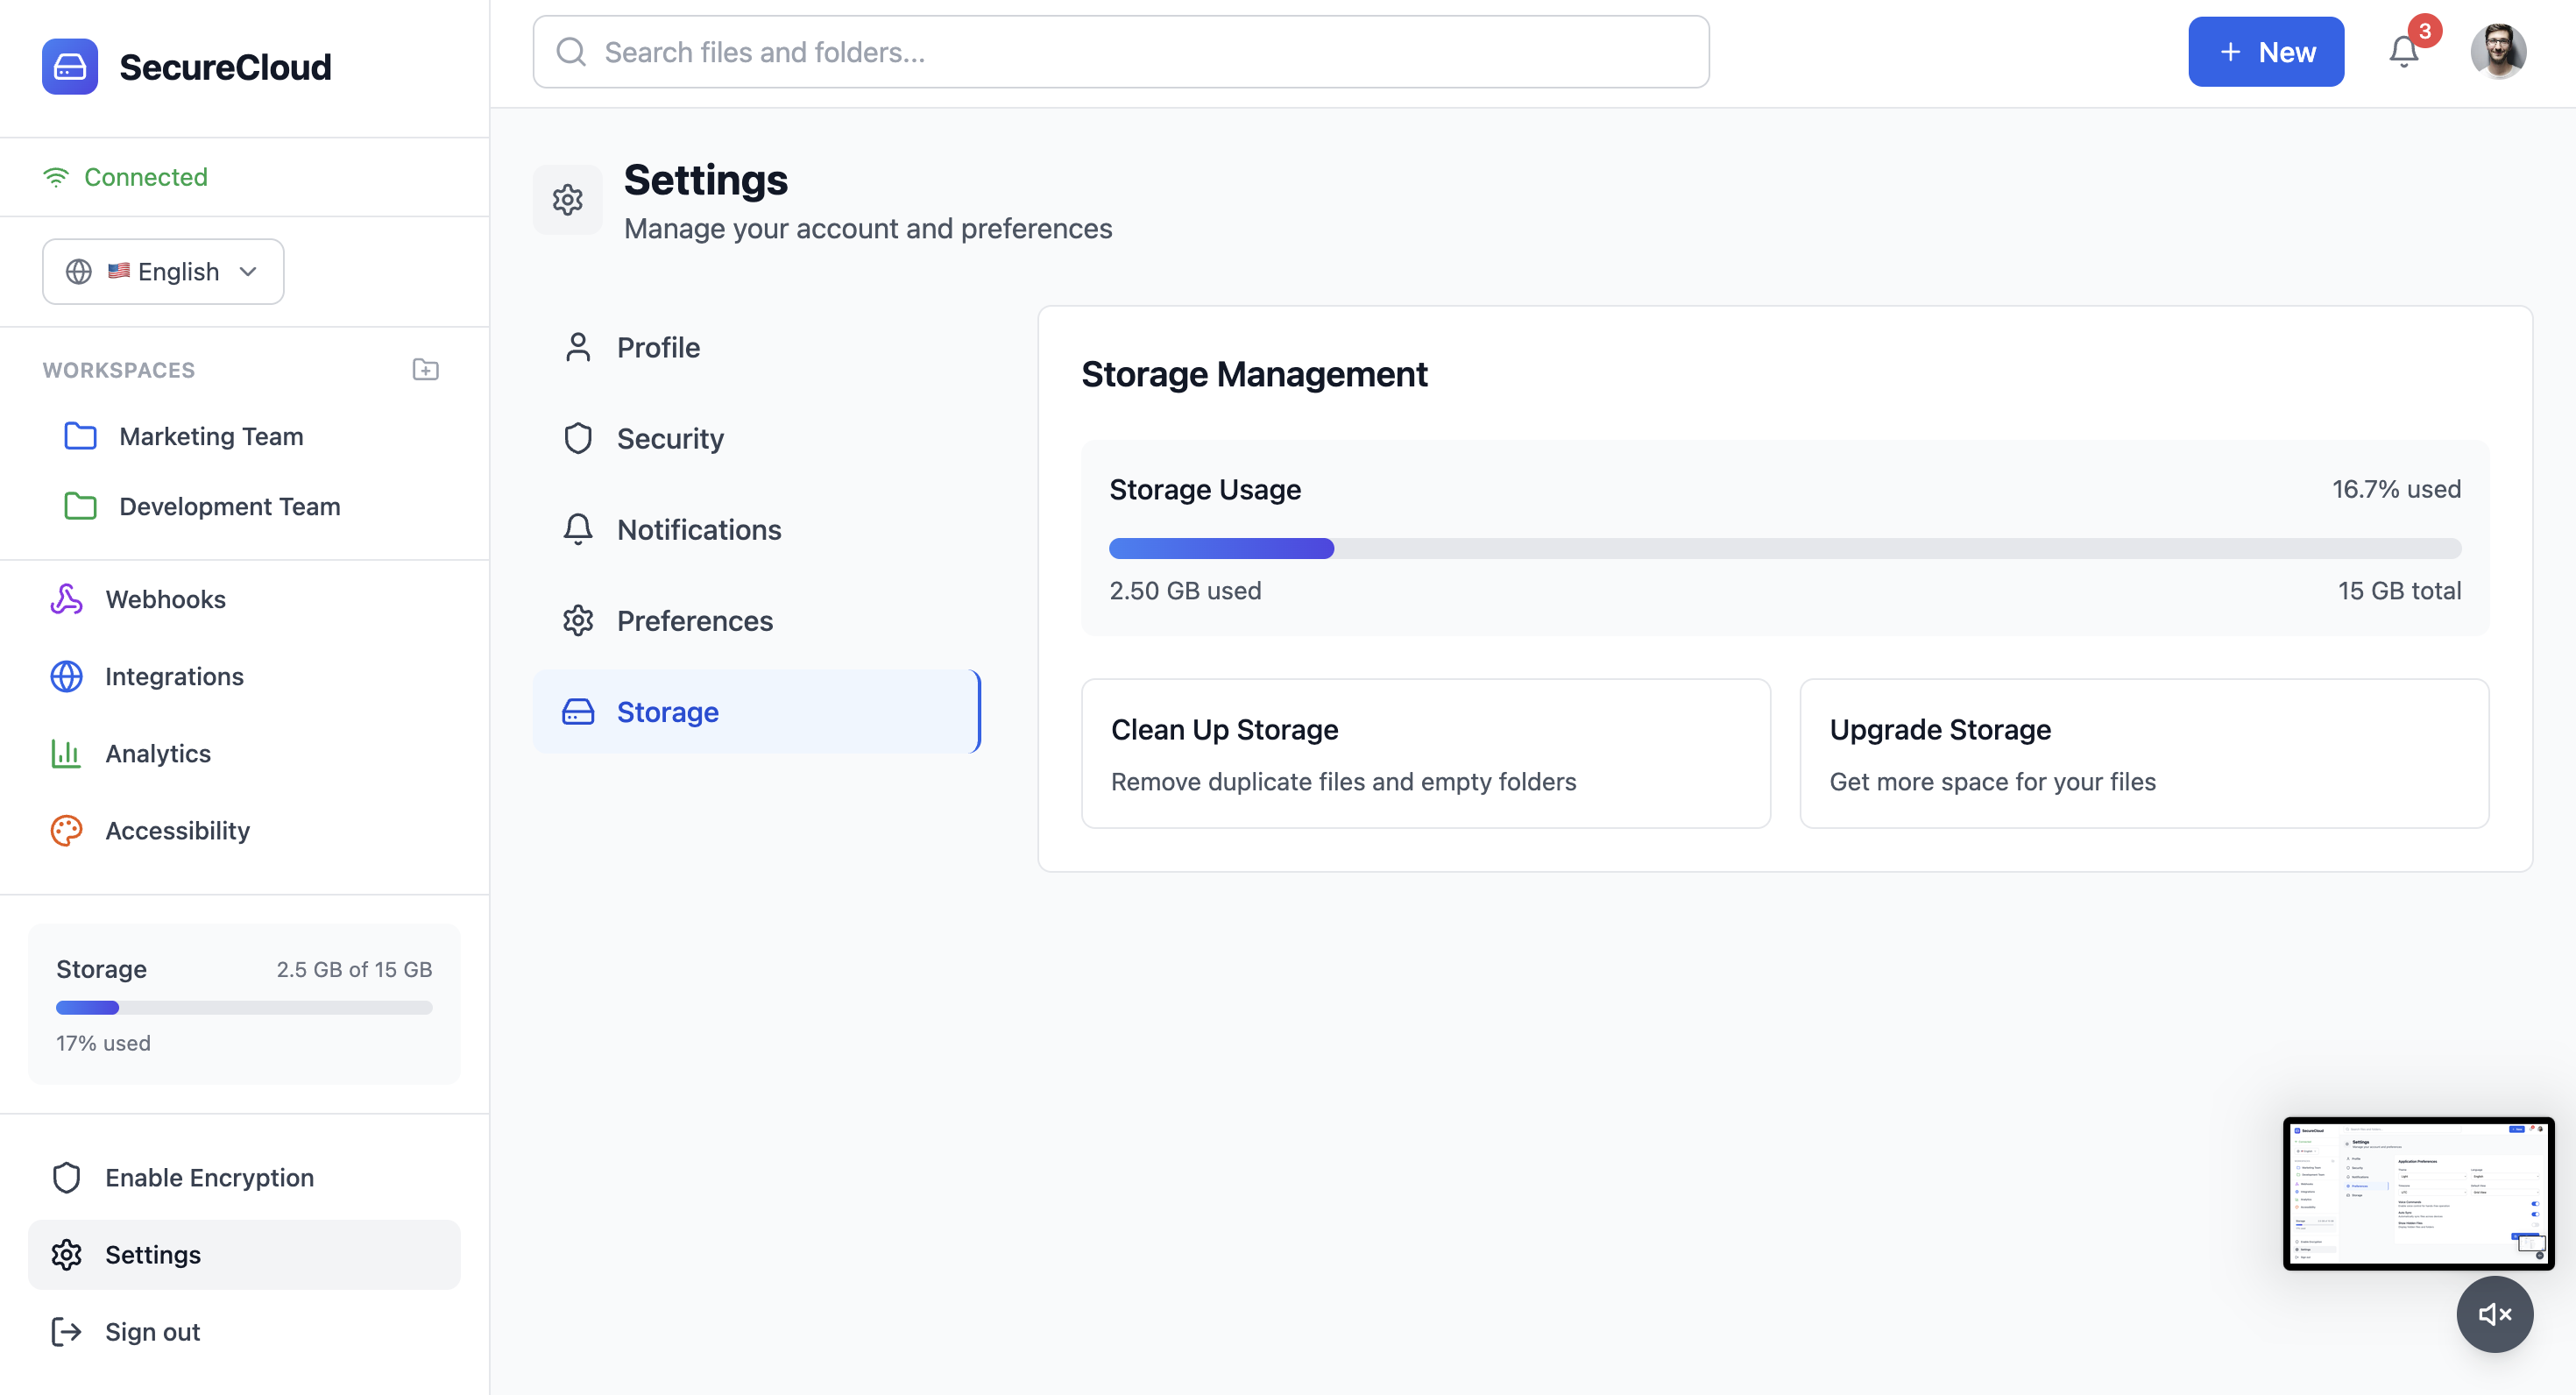 SecureCloud
Search files and folders...
New
3
Connected
🇺🇸 English
WORKSPACES
Marketing Team
Development Team
Webhooks
Integrations
Analytics
Accessibility
Storage
2.5 GB of 15 GB
17% used
Enable Encryption
Settings
Sign out
Settings
Manage your account and preferences
Profile
Security
Notifications
Preferences
Storage
Storage Management
Storage Usage
16.7% used
2.50 GB used
15 GB total
Clean Up Storage
Remove duplicate files and empty folders
Upgrade Storage
Get more space for your files